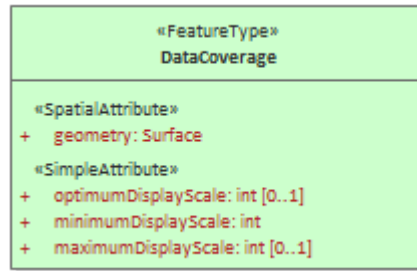 «FeatureType»
DataCoverage
«SpatialAttribute»
+ geometry: Surface
«SimpleAttribute»
+ optimumDisplayScale: int [0..1]
+ minimumDisplayScale: int
+ maximumDisplayScale: int [0..1]